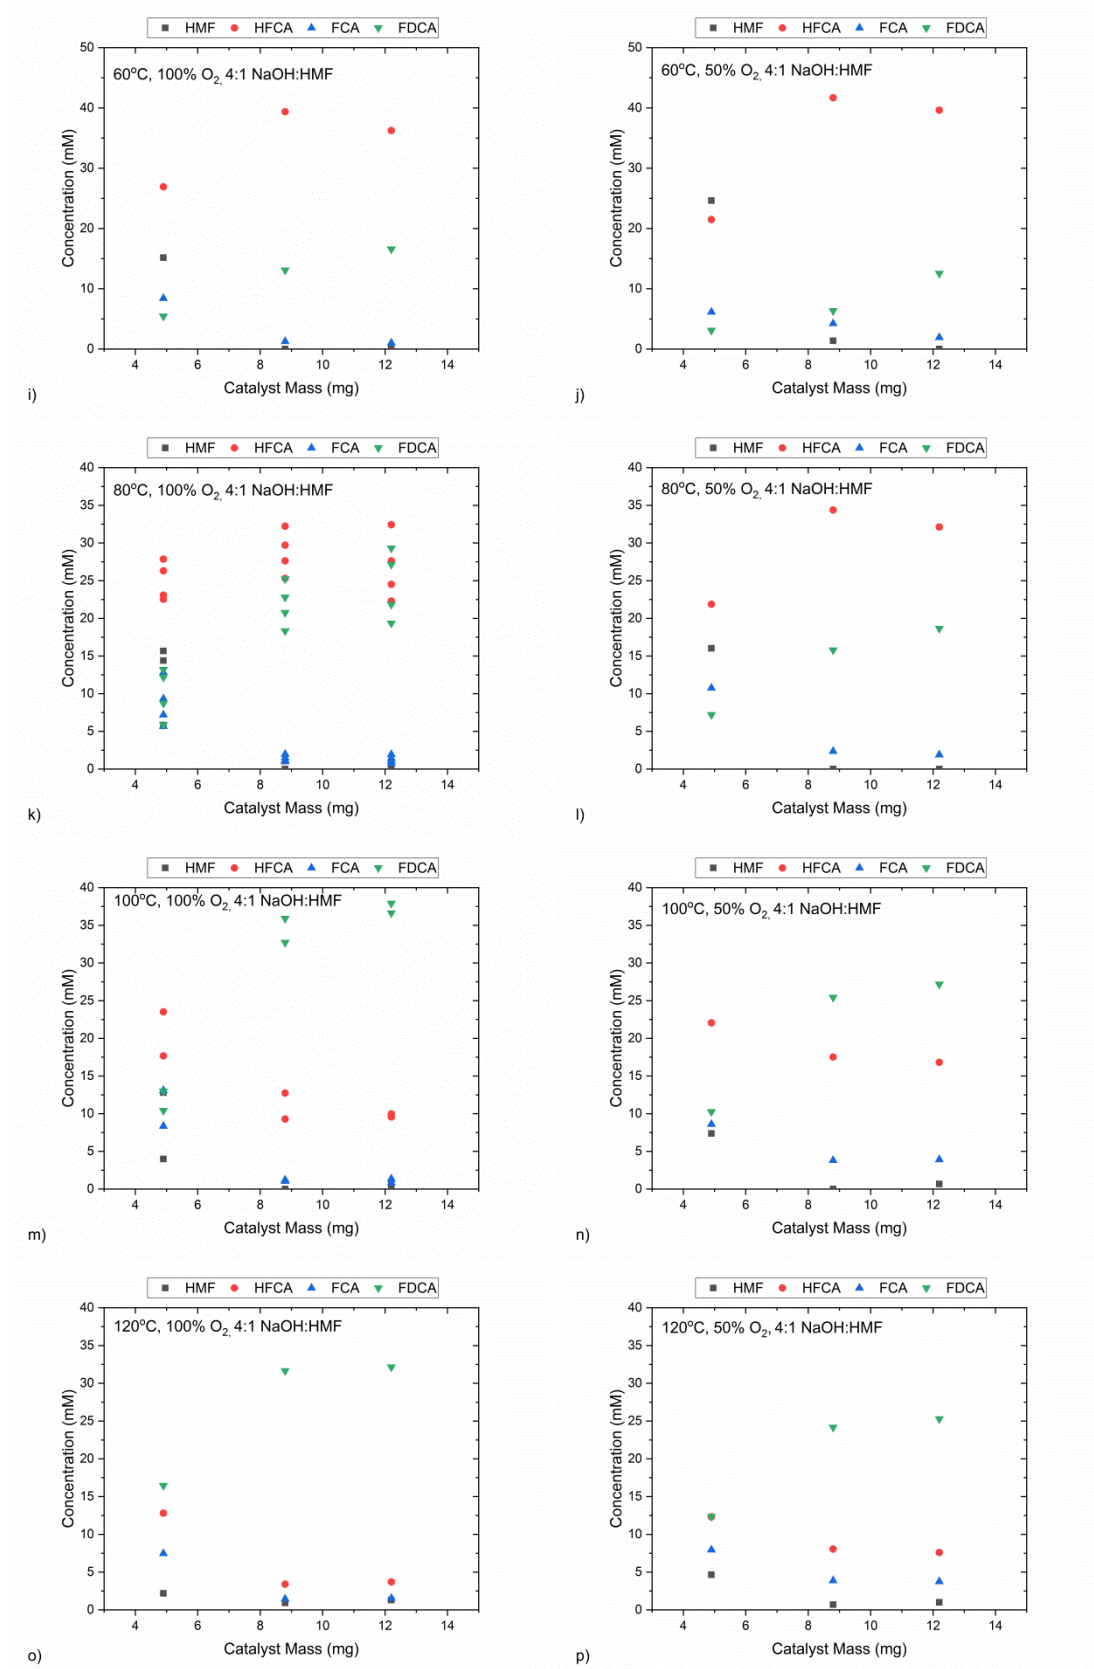 HMF HFCA FCA FDCA
60ºC, 100% O2, 4:1 NaOH:HMF
50
40
30
20
10
0
4 6 8 10 12 14
Concentration (mM)
Catalyst Mass (mg)
i)
HMF HFCA FCA FDCA
60ºC, 50% O2, 4:1 NaOH:HMF
50
40
30
20
10
0
4 6 8 10 12 14
Concentration (mM)
Catalyst Mass (mg)
j)
HMF HFCA FCA FDCA
80ºC, 100% O2, 4:1 NaOH:HMF
40
35
30
25
20
15
10
5
0
4 6 8 10 12 14
Concentration (mM)
Catalyst Mass (mg)
k)
HMF HFCA FCA FDCA
80ºC, 50% O2, 4:1 NaOH:HMF
40
35
30
25
20
15
10
5
0
4 6 8 10 12 14
Concentration (mM)
Catalyst Mass (mg)
l)
HMF HFCA FCA FDCA
100ºC, 100% O2, 4:1 NaOH:HMF
40
35
30
25
20
15
10
5
0
4 6 8 10 12 14
Concentration (mM)
Catalyst Mass (mg)
m)
HMF HFCA FCA FDCA
100ºC, 50% O2, 4:1 NaOH:HMF
40
35
30
25
20
15
10
5
0
4 6 8 10 12 14
Concentration (mM)
Catalyst Mass (mg)
n)
HMF HFCA FCA FDCA
120ºC, 100% O2, 4:1 NaOH:HMF
40
35
30
25
20
15
10
5
0
4 6 8 10 12 14
Concentration (mM)
Catalyst Mass (mg)
o)
HMF HFCA FCA FDCA
120ºC, 50% O2, 4:1 NaOH:HMF
40
35
30
25
20
15
10
5
0
4 6 8 10 12 14
Concentration (mM)
Catalyst Mass (mg)
p)